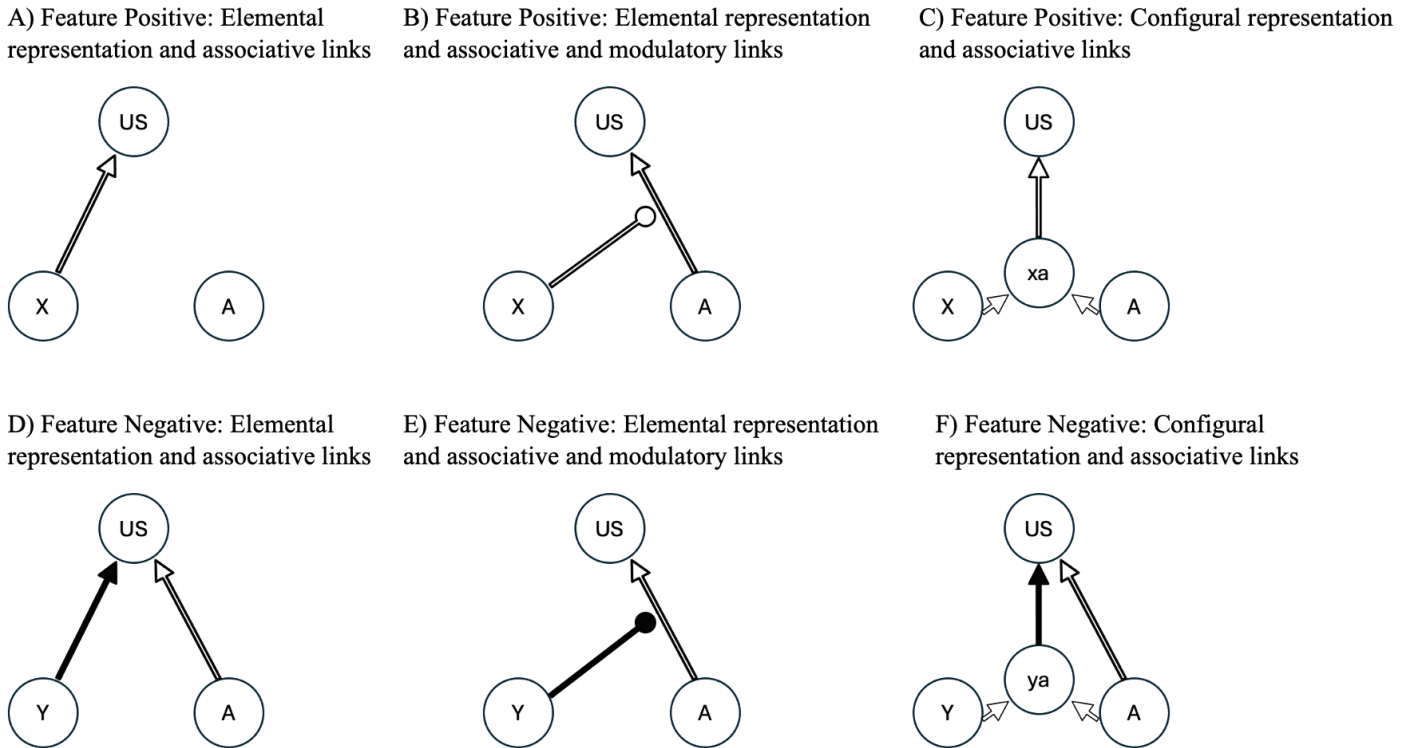 A) Feature Positive: Elemental
representation and associative links
B) Feature Positive: Elemental representation
and associative and modulatory links
C) Feature Positive: Configural representation
and associative links
US
X
A
US
X
A
US
xa
X
A
D) Feature Negative: Elemental
representation and associative links
E) Feature Negative: Elemental representation
and associative and modulatory links
F) Feature Negative: Configural
representation and associative links
US
Y
A
US
Y
A
US
ya
Y
A